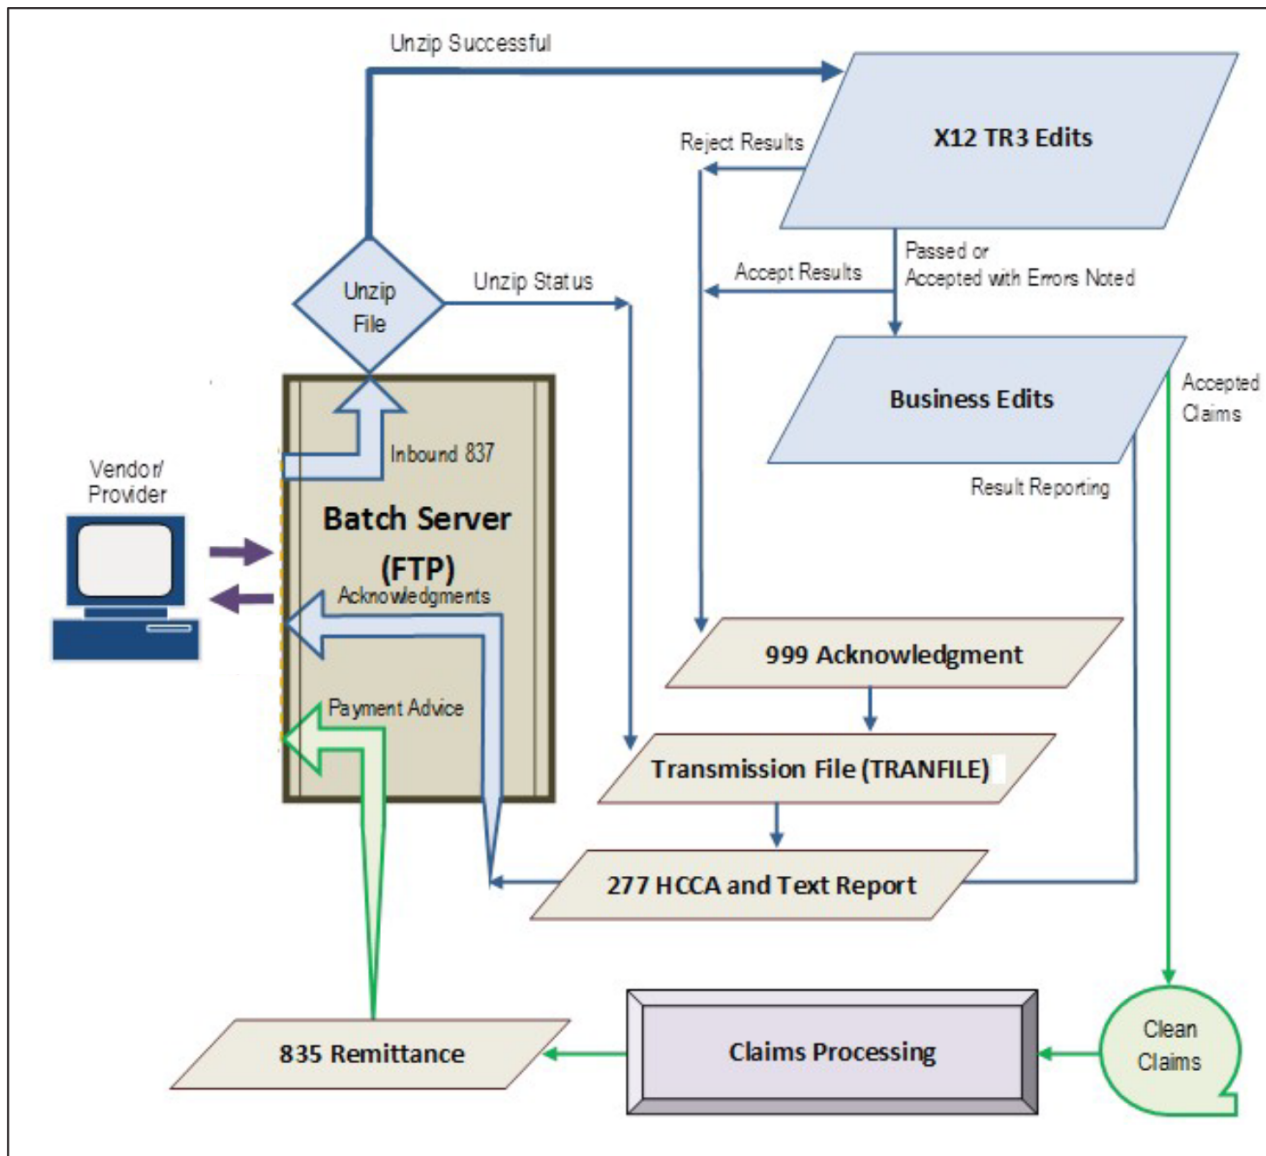 Unzip Successful
X12 TR3 Edits
Reject Results
Passed or
Accepted with Errors Noted
Accept Results
Unzip Status
Unzip
File
Business Edits
Accepted
Claims
Result Reporting
Inbound 837
Vendor/
Provider
Batch Server
(FTP)
Acknowledgments
999 Acknowledgment
Payment Advice
Transmission File (TRANFILE)
277 HCCA and Text Report
835 Remittance
Claims Processing
Clean
Claims